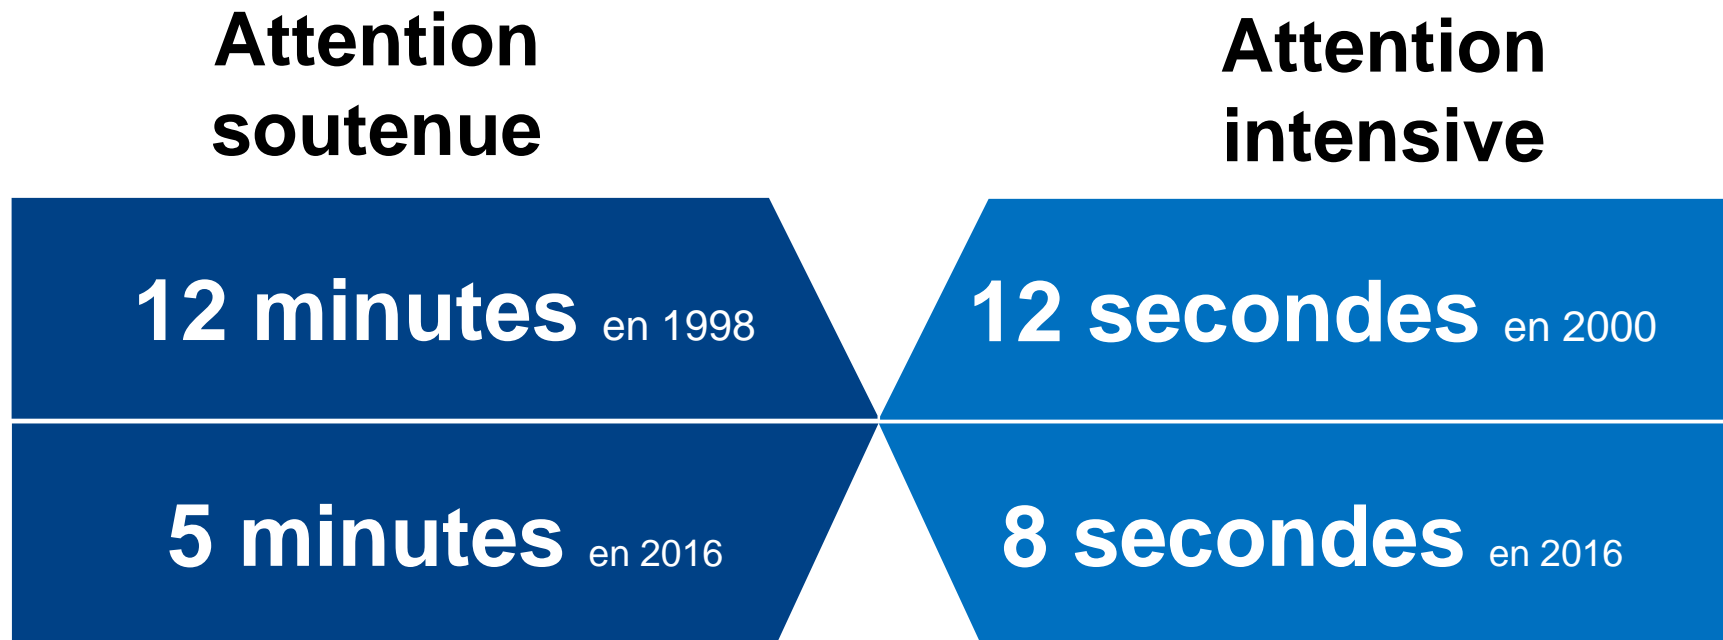 Attention
soutenue
Attention
intensive
12 minutes en 1998
12 secondes en 2000
5 minutes en 2016
8 secondes en 2016